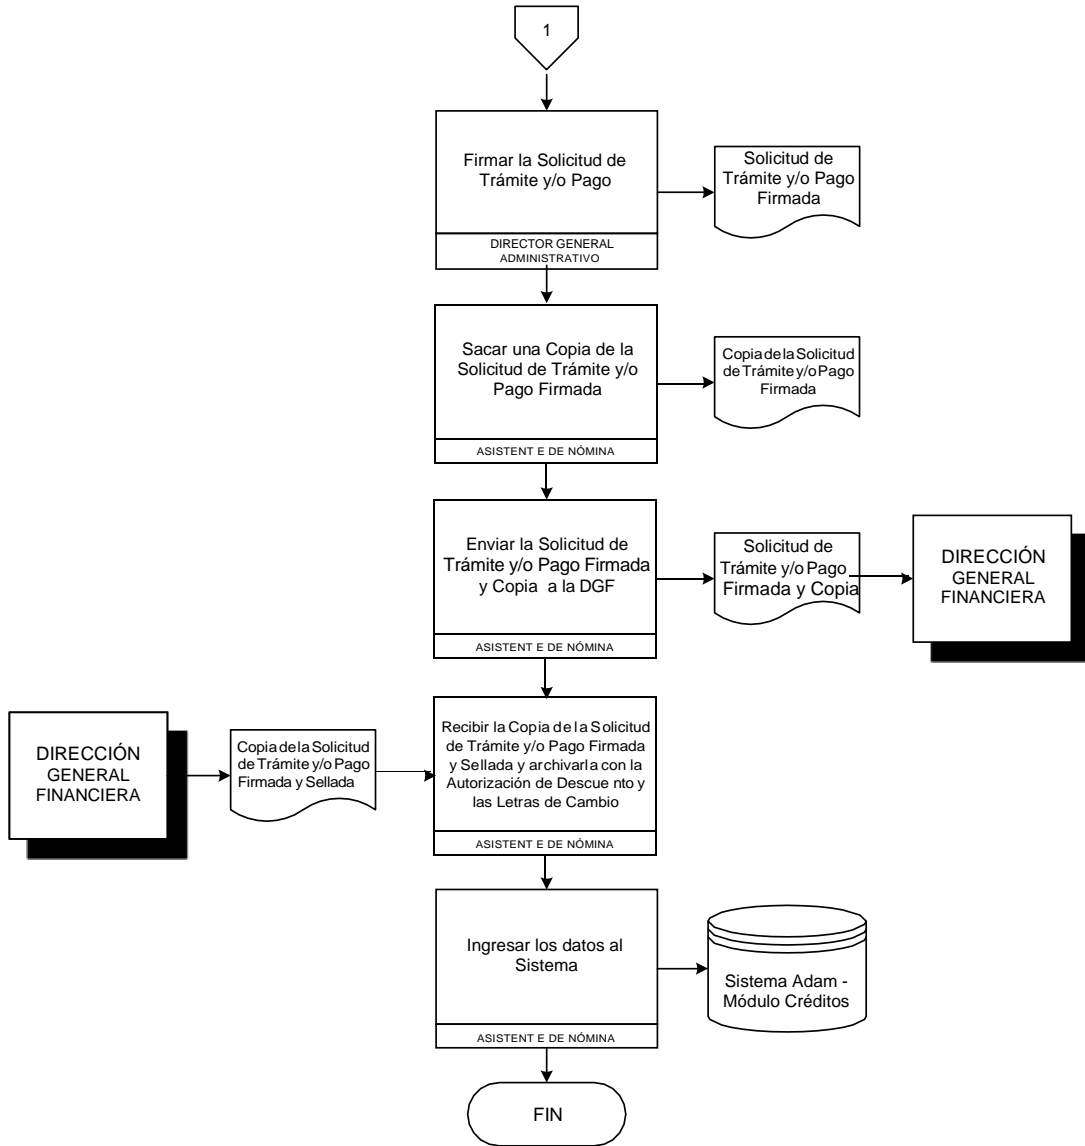 1
Firmar la Solicitud de
Trámite y/o Pago
DIRECTOR GENERAL
ADMINISTRATIVO
Solicitud de
Trámite y/o Pago
Firmada
Sacar una Copia de la
Solicitud de Trámite y/o
Pago Firmada
ASISTENT E DE NÓMINA
Copia de la Solicitud
de Trámite y/o Pago
Firmada
Enviar la Solicitud de
Trámite y/o Pago Firmada
y Copia a la DGF
ASISTENT E DE NÓMINA
Solicitud de
Trámite y/o Pago
Firmada y Copia
DIRECCIÓN
GENERAL
FINANCIERA
DIRECCIÓN
GENERAL
FINANCIERA
Copia de la Solicitud
de Trámite y/o Pago
Firmada y Sellada
Recibir la Copia de la Solicitud
de Trámite y/o Pago Firmada
y Sellada y archivarla con la
Autorización de Descue nto y
las Letras de Cambio
ASISTENT E DE NÓMINA
Ingresar los datos al
Sistema
ASISTENT E DE NÓMINA
Sistema Adam -
Módulo Créditos
FIN